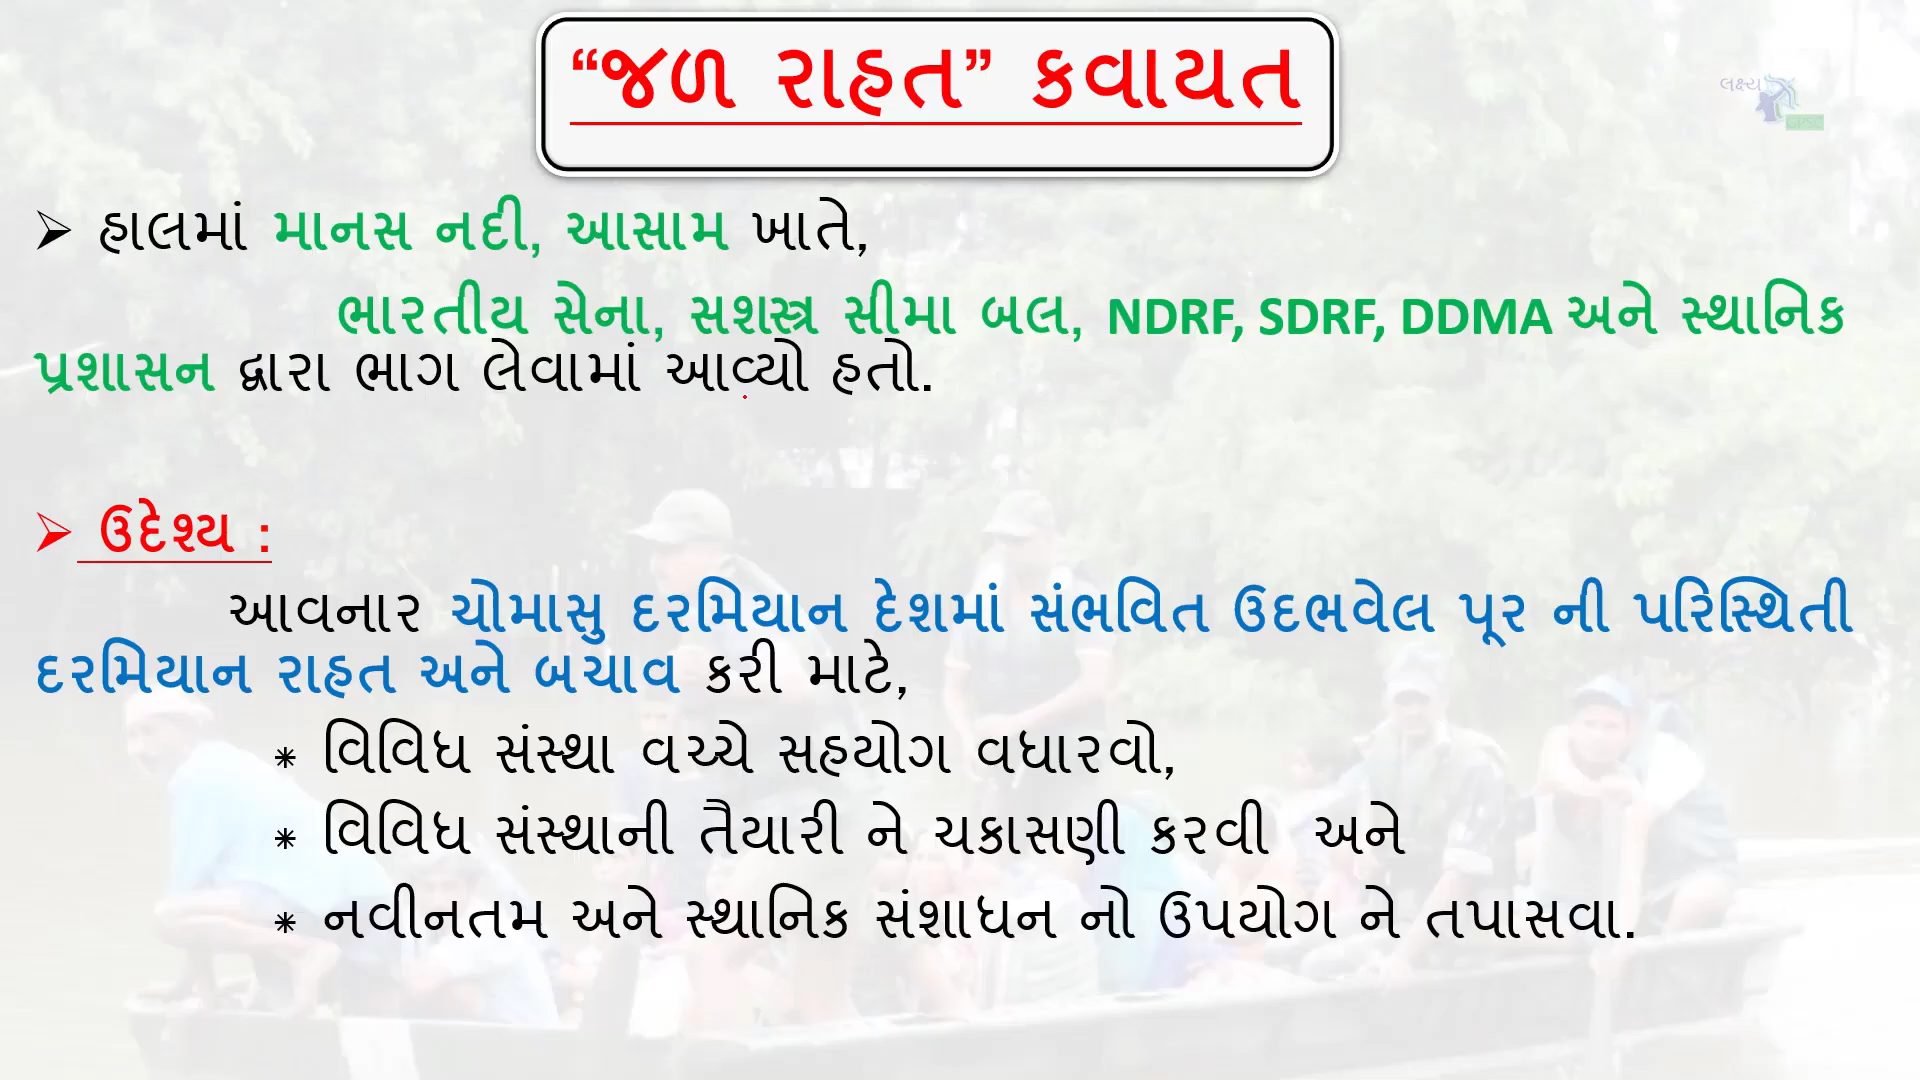 “જળ રાહત” કવાયત
લક્ષ્ય
➢ હાલમાં માનસ નદી, આસામ ખાતે,
ભારતીય સેના, સશસ્ત્ર સીમા બલ, NDRF, SDRF, DDMA અને સ્થાનિક
પ્રશાસન દ્વારા ભાગ લેવામાં આવ્યો હતો.
➢ ઉદેશ્ય :
આવનાર ચોમાસુ દરમિયાન દેશમાં સંભવિત ઉદભવેલ પૂર ની પરિસ્થિતી
દરમિયાન રાહત અને બચાવ કરી માટે,
* વિવિધ સંસ્થા વચ્ચે સહયોગ વધારવો,
* વિવિધ સંસ્થાની તૈયારી ને ચકાસણી કરવી અને
* નવીનતમ અને સ્થાનિક સંશાધન નો ઉપયોગ ને તપાસવા.